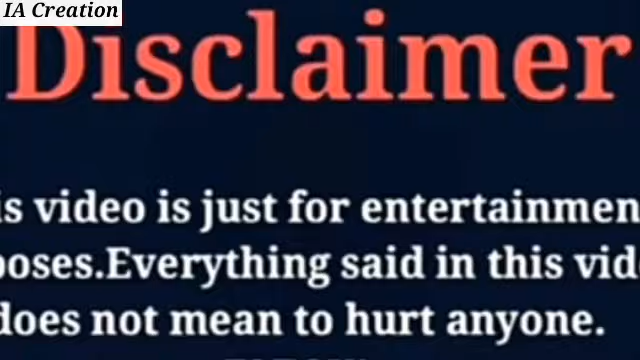 IA Creation
Disclaimer
is video is just for entertainmen
poses.Everything said in this vid
does not mean to hurt anyone.